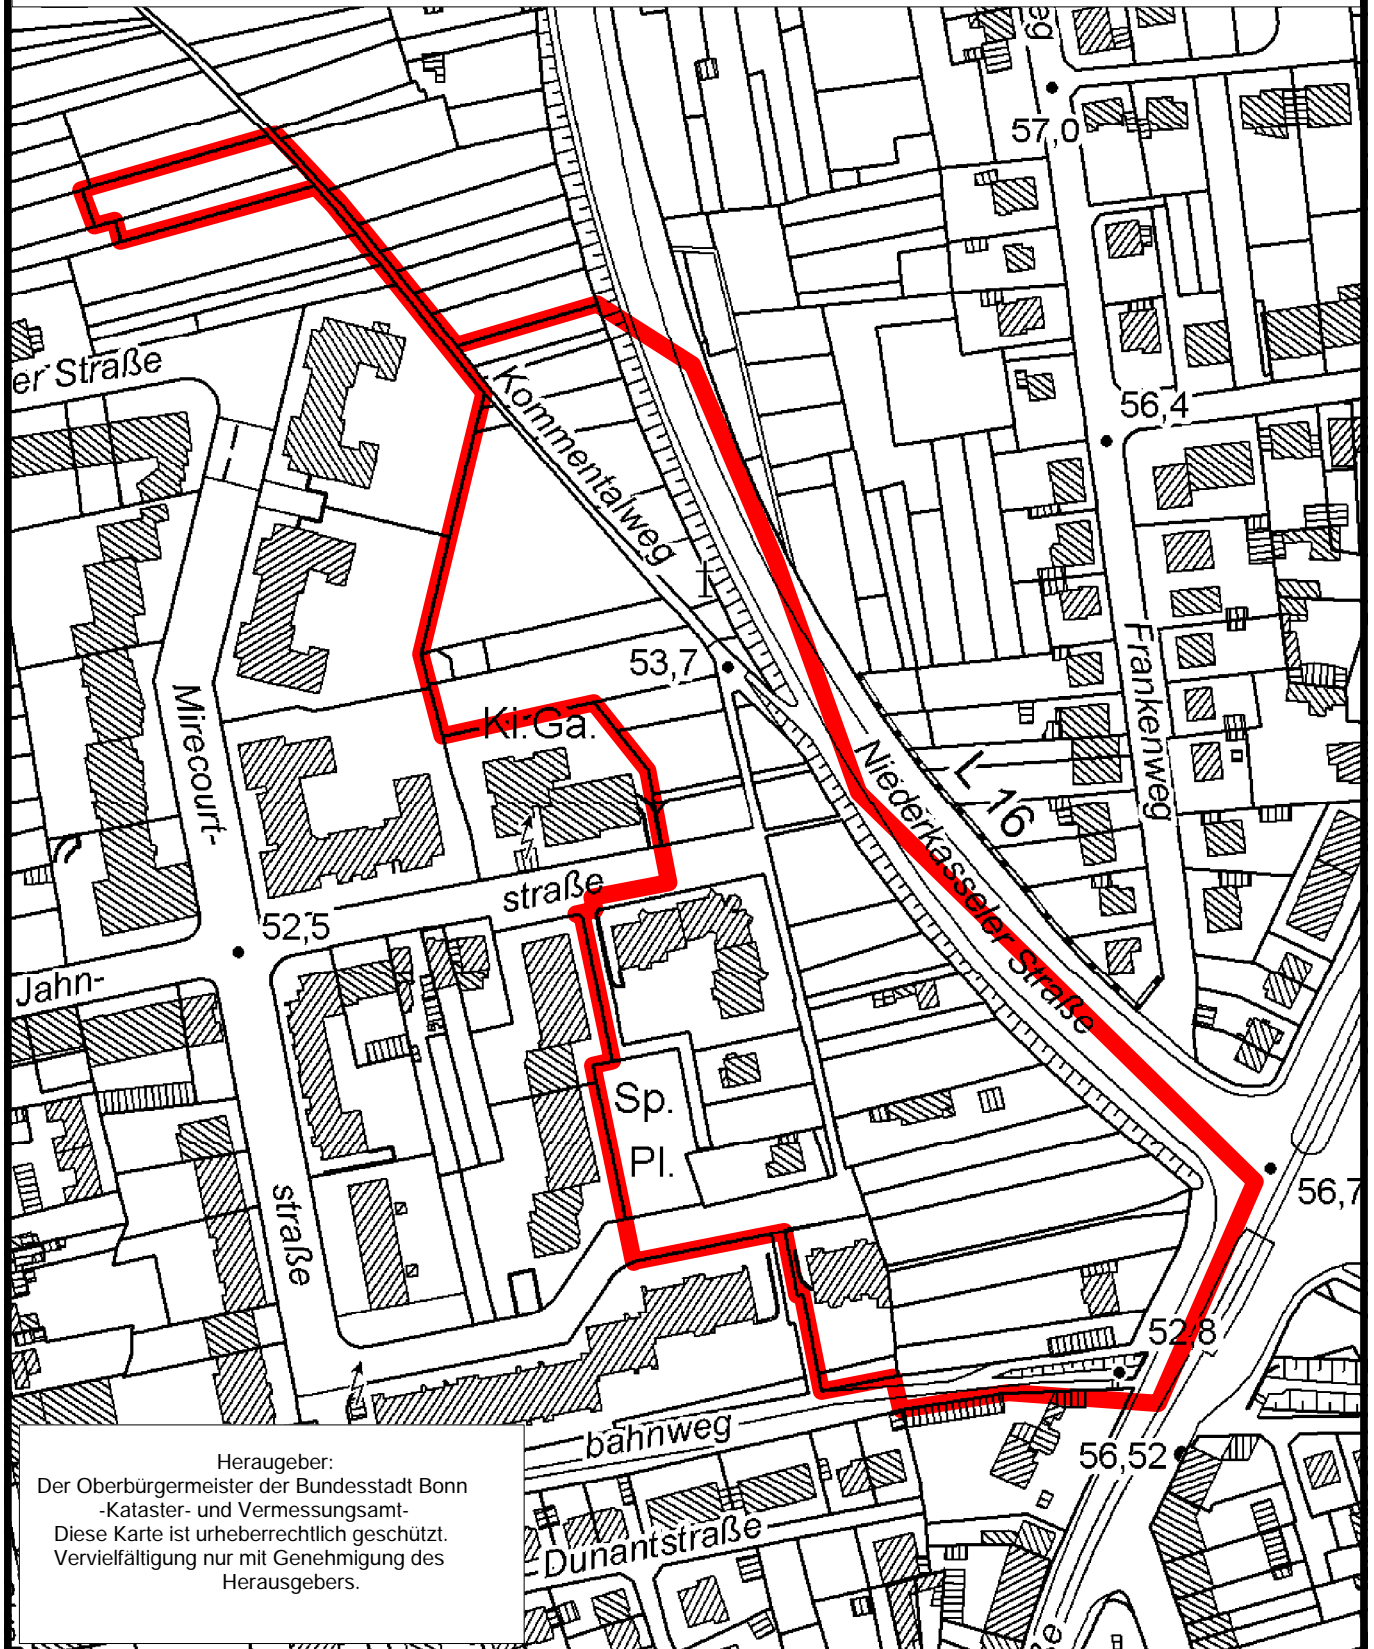 57,0
er Straße
56,4
Kommentalweg
53,7
Frankenweg
Mirecourt-
Ki.Ga.
L 16
Niederkasseler Straße
straße
52,5
Jahn-
Sp.
Pl.
56,7
straße
52,8
bahnweg
56,52
Dunantstraße
Heraugeber:
Der Oberbürgermeister der Bundesstadt Bonn
-Kataster- und Vermessungsamt-
Diese Karte ist urheberrechtlich geschützt.
Vervielfältigung nur mit Genehmigung des
Herausgebers.